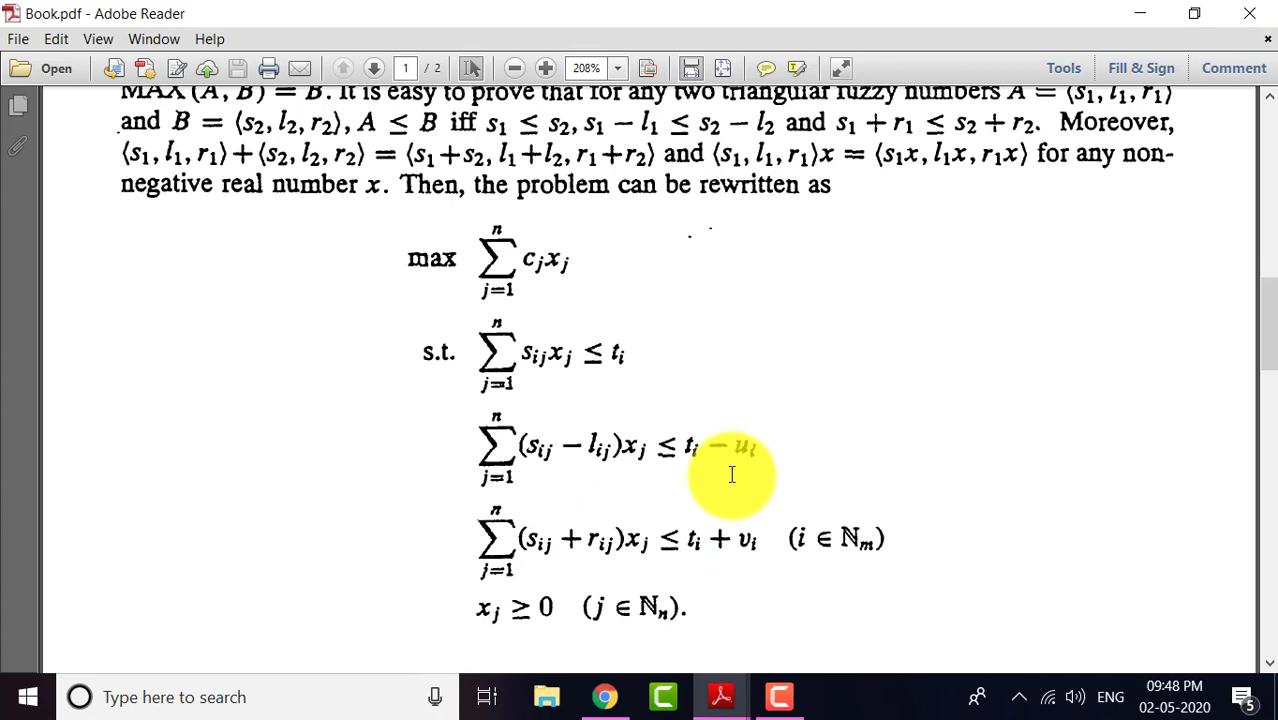 Book.pdf - Adobe Reader
File Edit View Window Help
Open 1 / 2 208% Tools Fill & Sign Comment
MAX (A, B) = B. It is easy to prove that for any two triangular fuzzy numbers A = ⟨s₁, l₁, r₁⟩
and B = ⟨s₂, l₂, r₂⟩, A ≤ B iff s₁ ≤ s₂, s₁ − l₁ ≤ s₂ − l₂ and s₁ + r₁ ≤ s₂ + r₂. Moreover,
⟨s₁, l₁, r₁⟩ + ⟨s₂, l₂, r₂⟩ = ⟨s₁+s₂, l₁+l₂, r₁+r₂⟩ and ⟨s₁, l₁, r₁⟩x = ⟨s₁x, l₁x, r₁x⟩ for any non-
negative real number x. Then, the problem can be rewritten as
max ∑_{j=1}^{n} c_j x_j
s.t. ∑_{j=1}^{n} s_{ij} x_j ≤ t_i
∑_{j=1}^{n} (s_{ij} − l_{ij})x_j ≤ t_i − u_i
∑_{j=1}^{n} (s_{ij} + r_{ij})x_j ≤ t_i + v_i (i ∈ ℕ_m)
x_j ≥ 0 (j ∈ ℕ_n).
Type here to search ENG 09:48 PM
02-05-2020 5